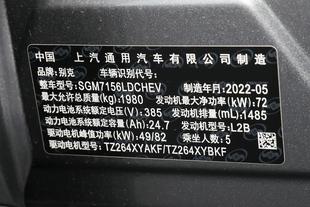 中国 上汽通用汽车有限公司 制造
品牌：别克 车辆识别代号：
整车型号：SGM7156LDCHEV 制造年月：2022-05
最大允许总质量(kg)：1980 发动机最大净功率(kW)：72
动力电池系统额定电压(V)：385 发动机排量(mL)：1485
动力电池系统额定容量(Ah)：24.7 发动机型号：L2B
驱动电机峰值功率(kW)：49/82 乘坐人数：5
驱动电机型号：TZ264XYAKF/TZ264XYBKF